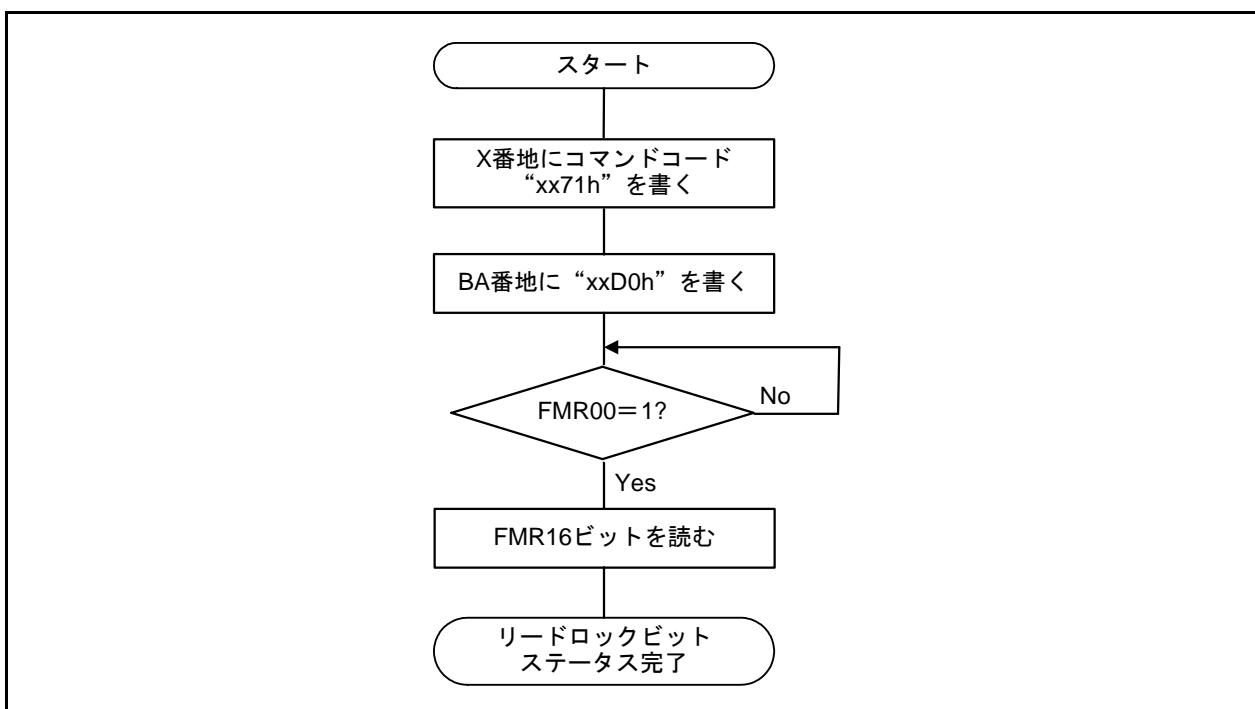 スタート
X番地にコマンドコード
“xx71h”を書く
BA番地に“xxD0h”を書く
FMR00＝1?
No
Yes
FMR16ビットを読む
リードロックビット
ステータス完了